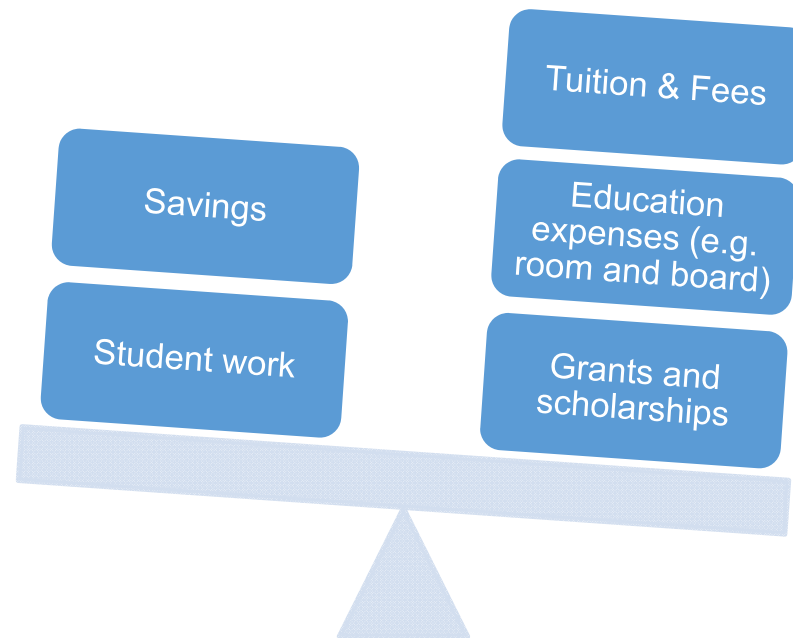 Savings
Student work
Tuition & Fees
Education
expenses (e.g.
room and board)
Grants and
scholarships